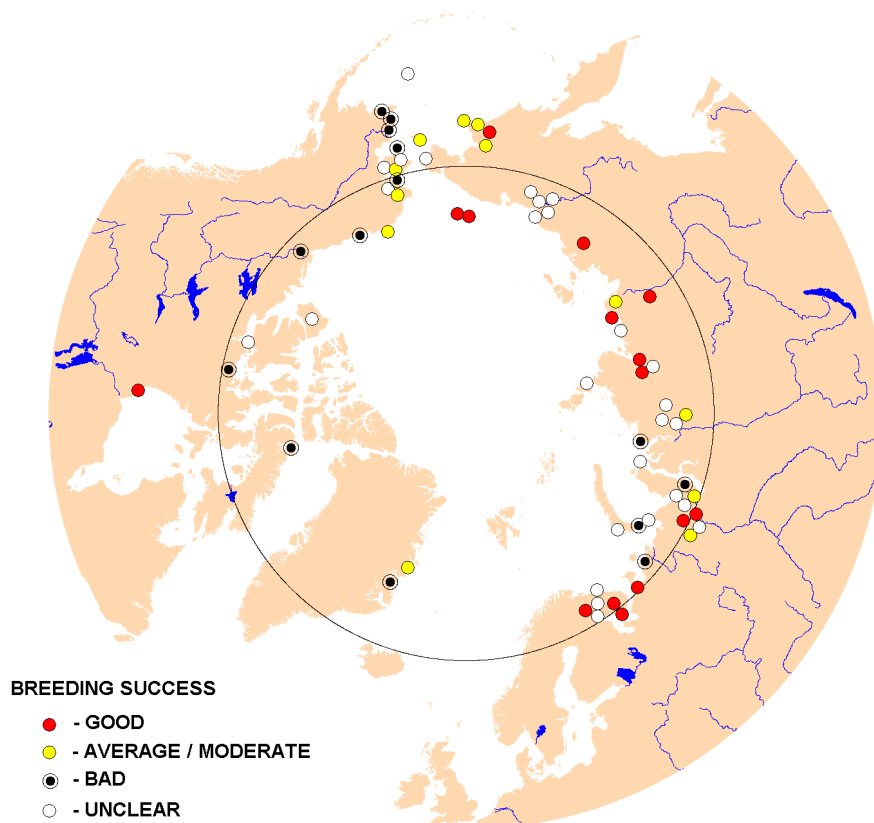 BREEDING SUCCESS
- GOOD
- AVERAGE / MODERATE
- BAD
- UNCLEAR